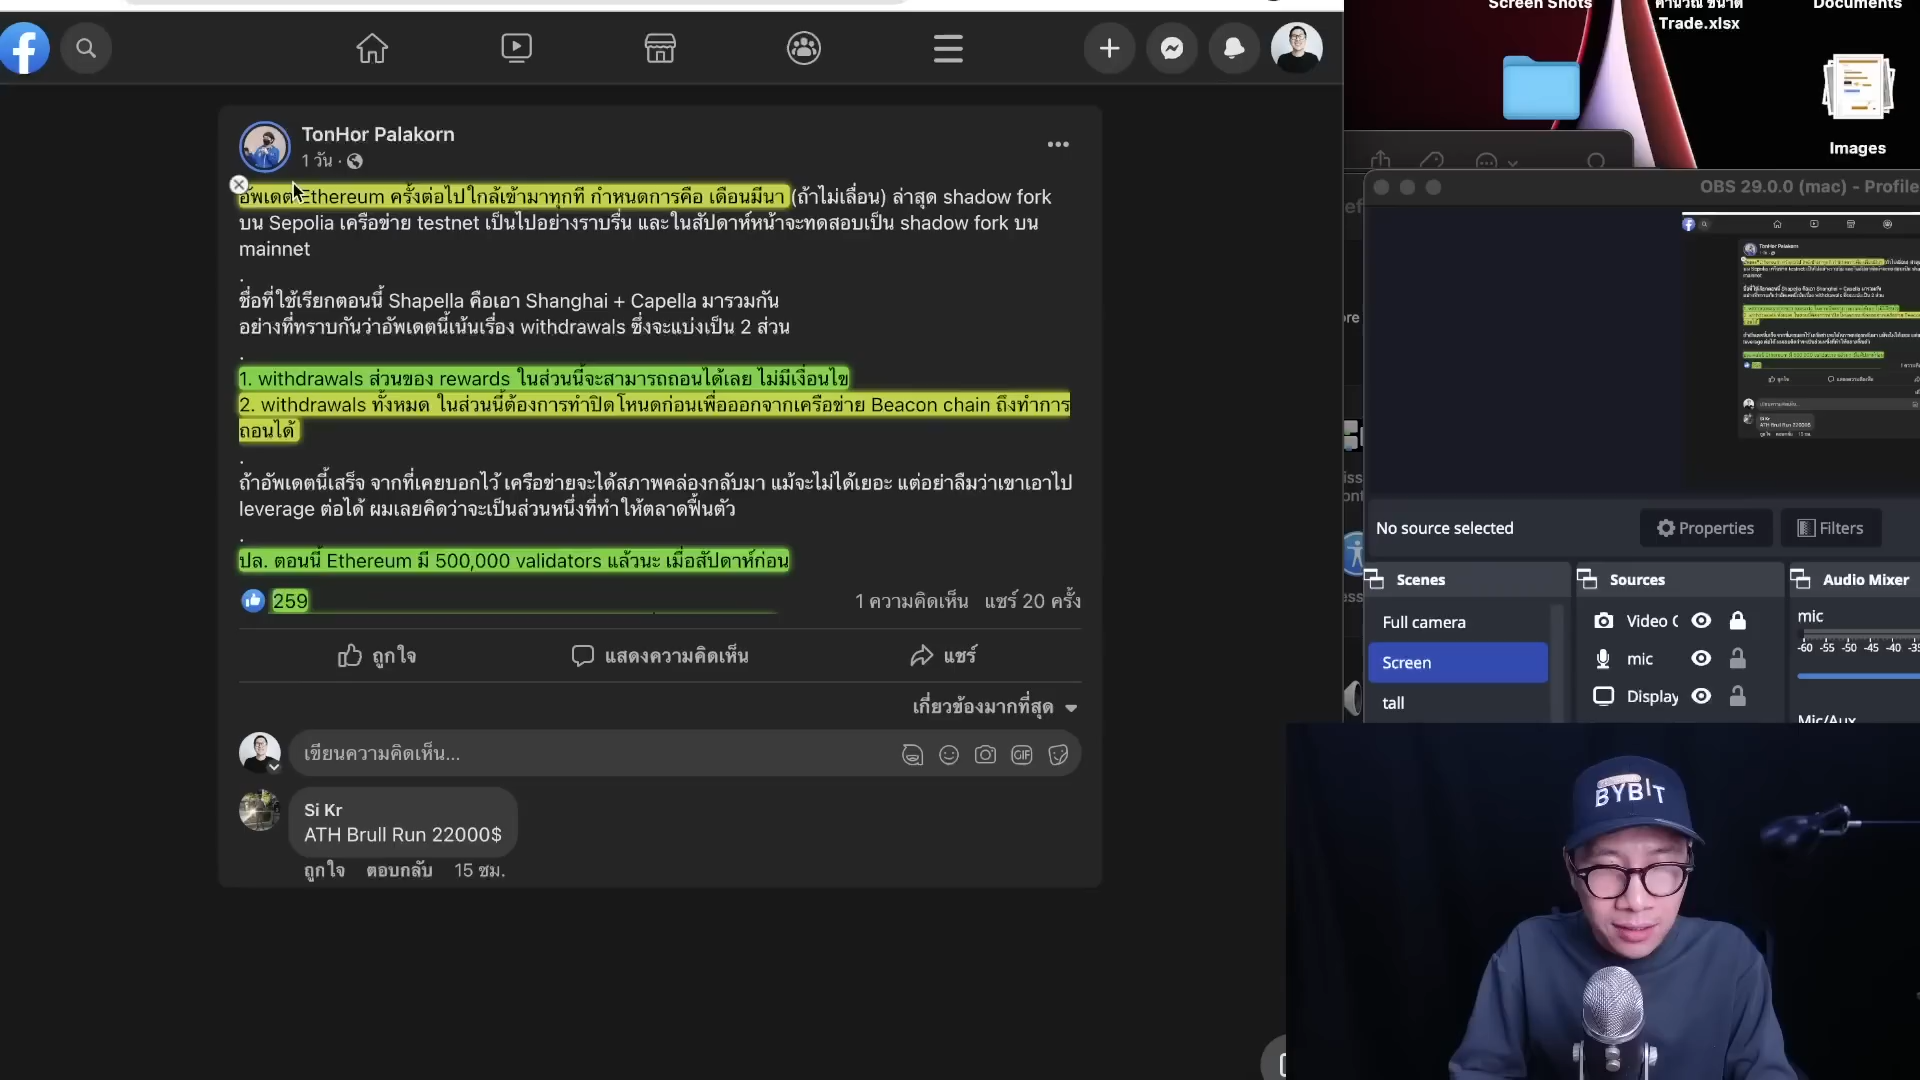 TonHor Palakorn
1 วัน ·
อัพเดต Ethereum ครั้งต่อไปใกล้เข้ามาทุกที กำหนดการคือ เดือนมีนา (ถ้าไม่เลื่อน) ล่าสุด shadow fork
บน Sepolia เครือข่าย testnet เป็นไปอย่างราบรื่น และในสัปดาห์หน้าจะทดสอบเป็น shadow fork บน
mainnet
.
ชื่อที่ใช้เรียกตอนนี้ Shapella คือเอา Shanghai + Capella มารวมกัน
อย่างที่ทราบกันว่าอัพเดตนี้เน้นเรื่อง withdrawals ซึ่งจะแบ่งเป็น 2 ส่วน
.
1. withdrawals ส่วนของ rewards ในส่วนนี้จะสามารถถอนได้เลย ไม่มีเงื่อนไข
2. withdrawals ทั้งหมด ในส่วนนี้ต้องการทำปิดโหนดก่อนเพื่อออกจากเครือข่าย Beacon chain ถึงทำการ
ถอนได้
.
ถ้าอัพเดตนี้เสร็จ จากที่เคยบอกไว้ เครือข่ายจะได้สภาพคล่องกลับมา แม้จะไม่ได้เยอะ แต่อย่าลืมว่าเขาเอาไป
leverage ต่อได้ ผมเลยคิดว่าจะเป็นส่วนหนึ่งที่ทำให้ตลาดฟื้นตัว
.
ปล. ตอนนี้ Ethereum มี 500,000 validators แล้วนะ เมื่อสัปดาห์ก่อน
259
1 ความคิดเห็น แชร์ 20 ครั้ง
ถูกใจ
แสดงความคิดเห็น
แชร์
เกี่ยวข้องมากที่สุด
เขียนความคิดเห็น...
GIF
Si Kr
ATH Brull Run 22000$
ถูกใจ ตอบกลับ 15 ชม.
Screen Shots
คำนวณ ขนาด
Trade.xlsx
Documents
Images
OBS 29.0.0 (mac) - Profile
No source selected
Properties
Filters
Scenes
Sources
Audio Mixer
Full camera
Screen
tall
Video C
mic
Display
mic
-60 -55 -50 -45 -40 -35
Mic/Aux
BYBIT